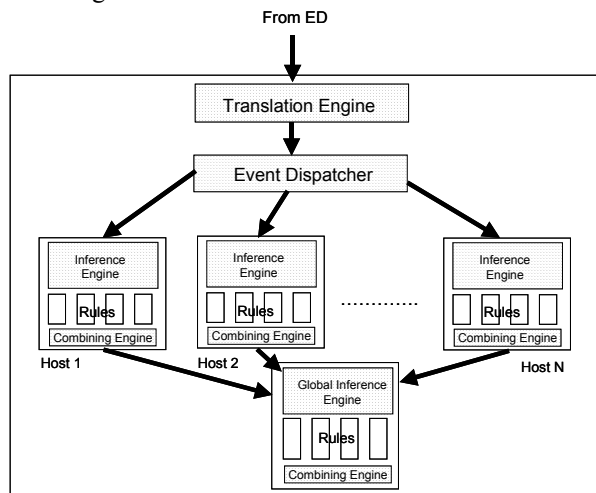 From ED
Translation Engine
Event Dispatcher
Inference
Engine
Rules
Combining Engine
Host 1
Inference
Engine
Rules
Combining Engine
Host 2
.............
Inference
Engine
Rules
Combining Engine
Host N
Global Inference
Engine
Rules
Combining Engine